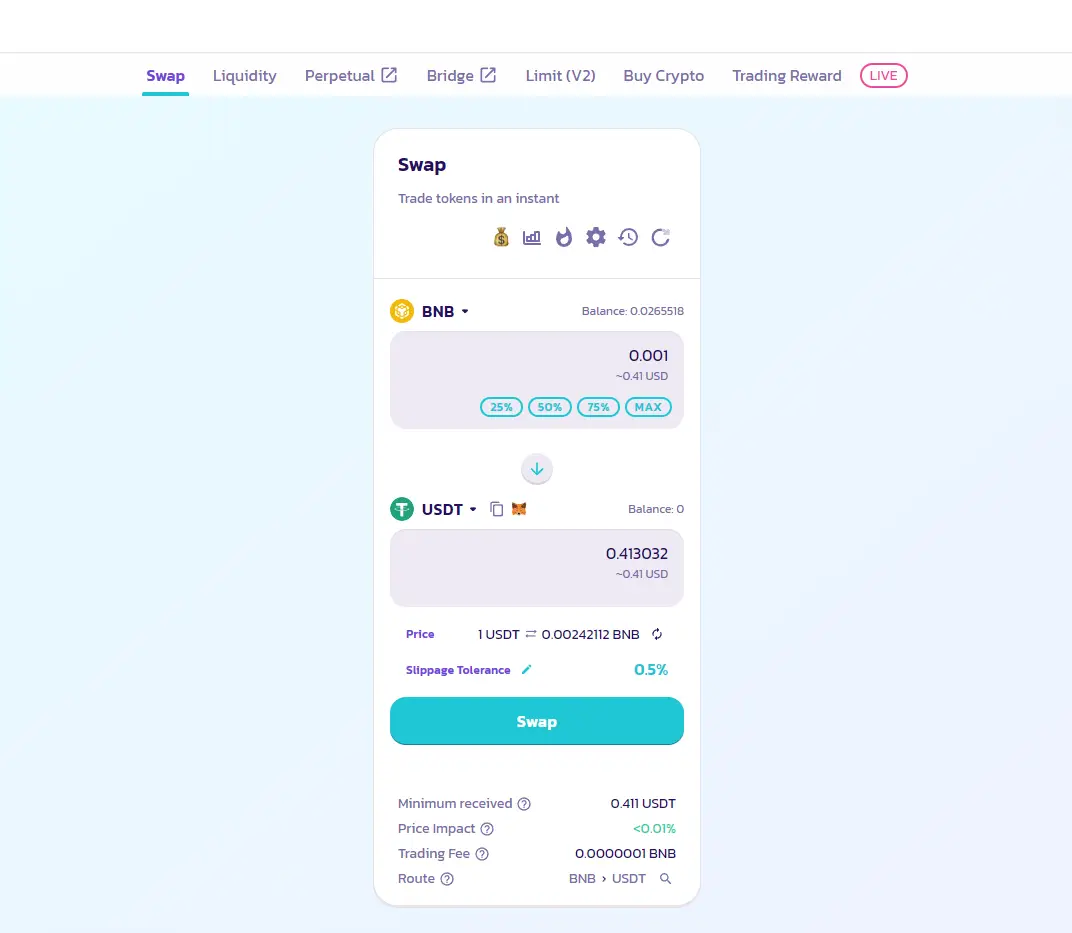 Swap Liquidity Perpetual Bridge Limit (V2) Buy Crypto Trading Reward LIVE
Swap
Trade tokens in an instant
BNB Balance: 0.0265518
0.001
~0.41 USD
25% 50% 75% MAX
USDT Balance: 0
0.413032
~0.41 USD
Price 1 USDT ⇄ 0.00242112 BNB
Slippage Tolerance 0.5%
Swap
Minimum received 0.411 USDT
Price Impact <0.01%
Trading Fee 0.0000001 BNB
Route BNB › USDT